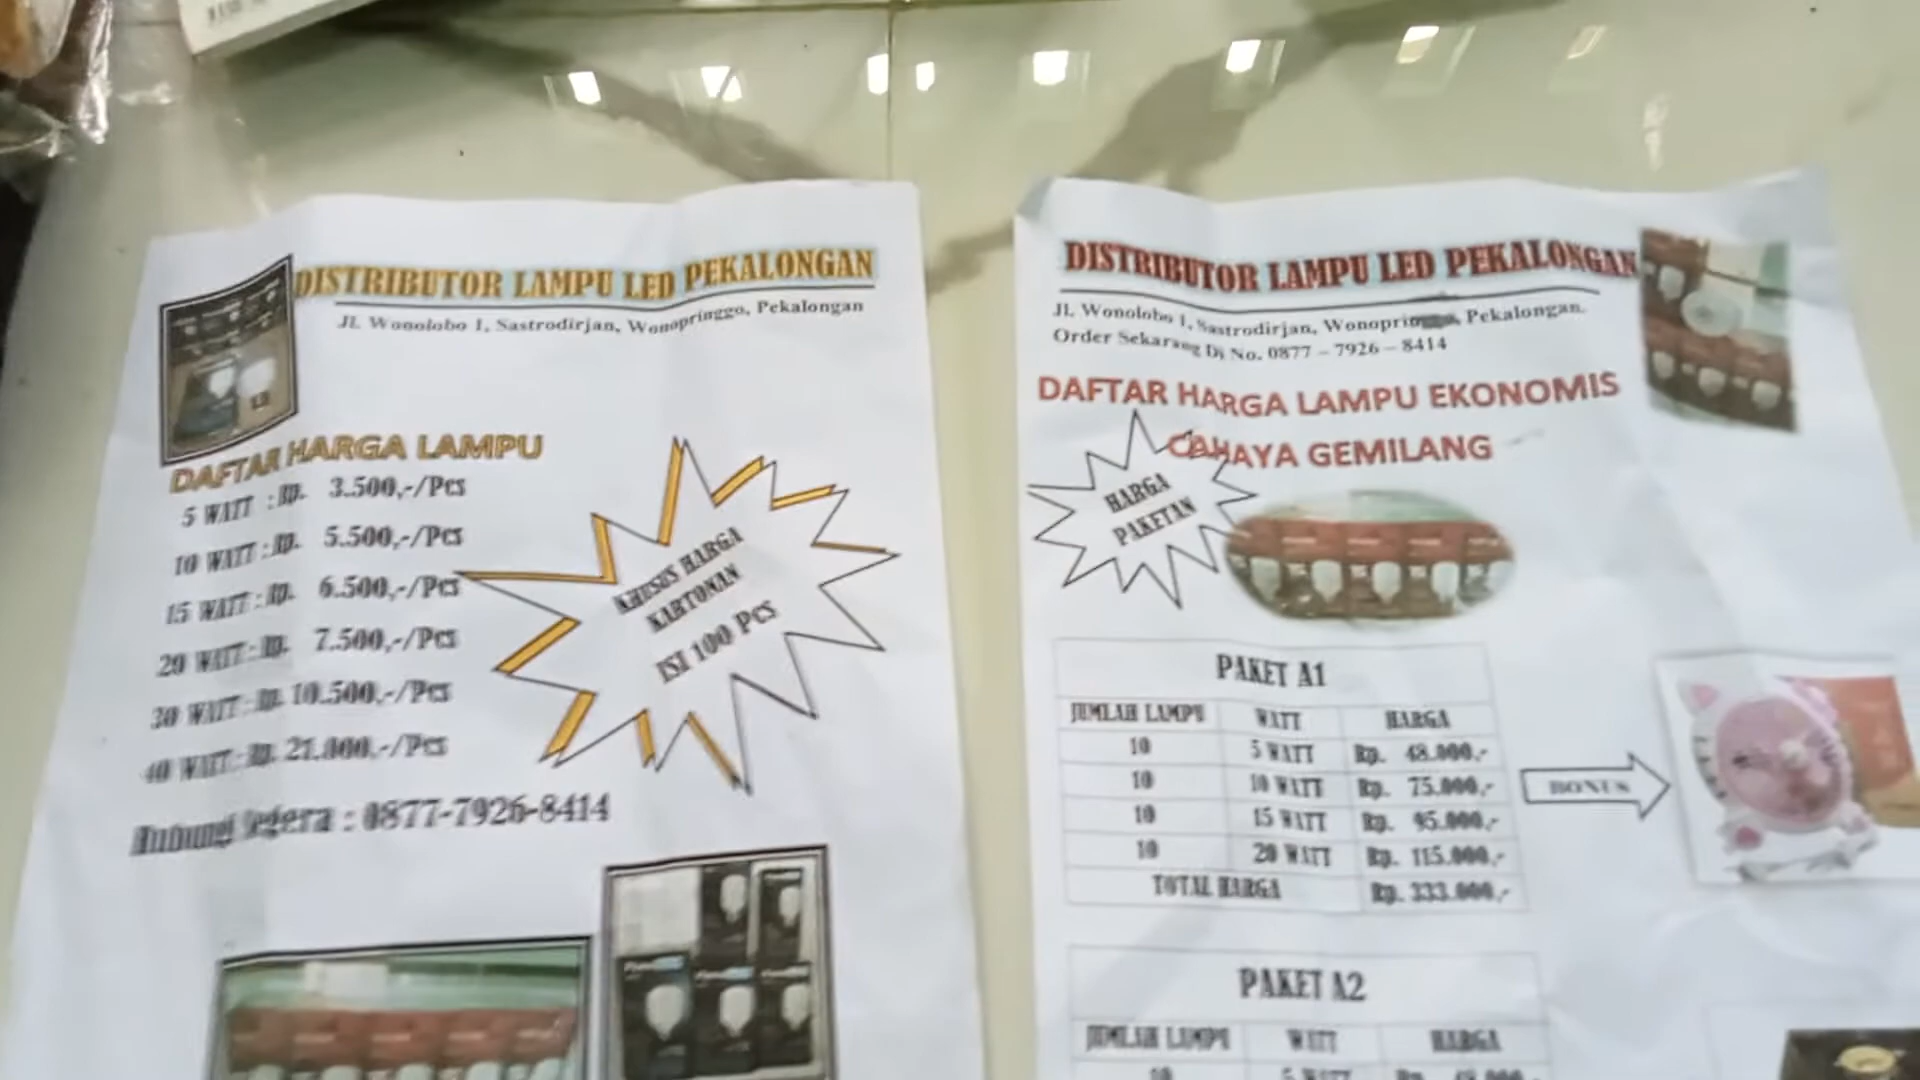 DISTRIBUTOR LAMPU LED PEKALONGAN
Jl. Wonolobo 1, Sastrodirjan, Wonopringgo, Pekalongan
DAFTAR HARGA LAMPU
5 WATT : Rp. 3.500,-/Pcs
10 WATT : Rp. 5.500,-/Pcs
15 WATT : Rp. 6.500,-/Pcs
20 WATT : Rp. 7.500,-/Pcs
30 WATT : Rp. 10.500,-/Pcs
40 WATT : Rp. 21.000,-/Pcs
KHUSUS HARGA
KARTONAN
ISI 100 Pcs
Hubungi Segera : 0877-7926-8414
DISTRIBUTOR LAMPU LED PEKALONGAN
Jl. Wonolobo 1, Sastrodirjan, Wonopringgo, Pekalongan.
Order Sekarang Di No. 0877 – 7926 – 8414
DAFTAR HARGA LAMPU EKONOMIS
CAHAYA GEMILANG
HARGA
PAKETAN
PAKET A1
JUMLAH LAMPU WATT HARGA
10 5 WATT Rp. 48.000,-
10 10 WATT Rp. 75.000,-
10 15 WATT Rp. 95.000,-
10 20 WATT Rp. 115.000,-
TOTAL HARGA Rp. 333.000,-
BONUS
PAKET A2
JUMLAH LAMPU WATT HARGA
10 5 WATT Rp. 48.000,-